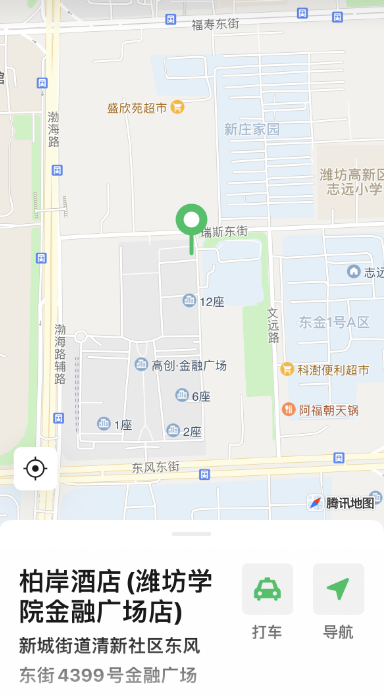 福寿东街
渤海路
盛欣苑超市
新庄家园
潍坊高新区
志远小学
瑞斯东街
志远
12座
文远路
东金1号A区
渤海路辅路
高创·金融广场
科澍便利超市
6座
阿福朝天锅
1座
2座
东风东街
腾讯地图
柏岸酒店(潍坊学
院金融广场店)
打车
导航
新城街道清新社区东风
东街4399号金融广场